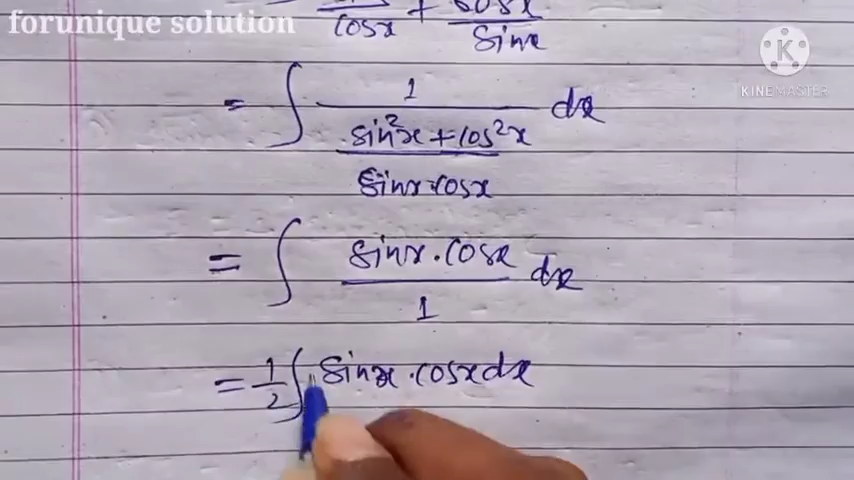 forunique solution
cosx + cosx
sinx
K
KINEMASTER
= ∫ 1 dx
sin²x + cos²x
sinx.cosx
= ∫ sinx . cosx dx
1
= 1/2 ∫ sinx . cosx dx